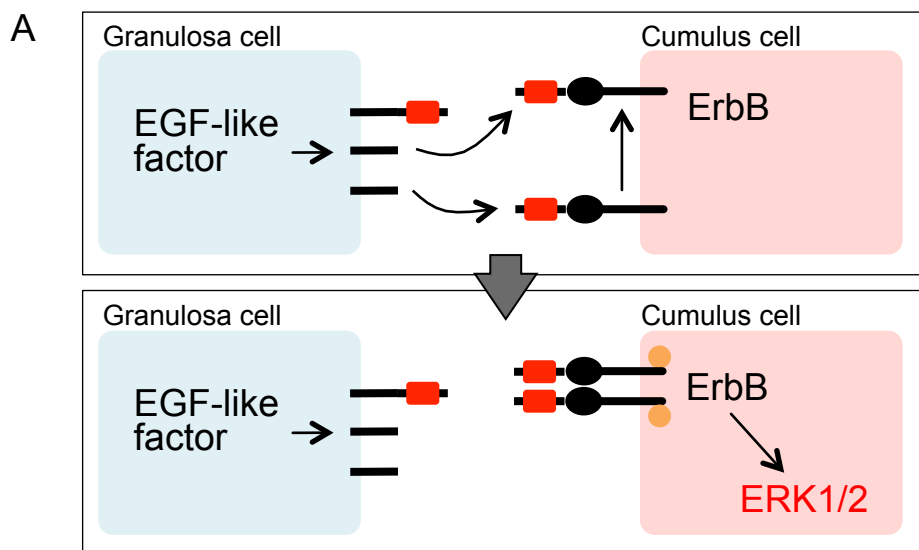 A
Granulosa cell
Cumulus cell
EGF-like
factor
ErbB
Granulosa cell
Cumulus cell
EGF-like
factor
ErbB
ERK1/2